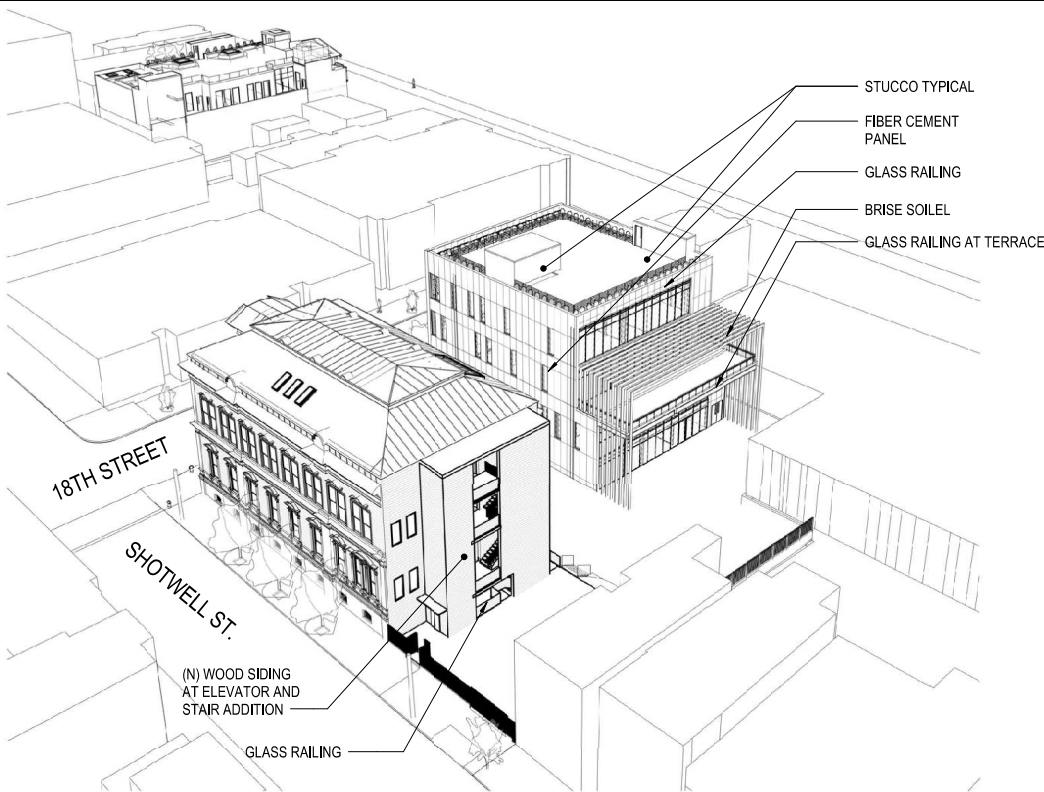 STUCCO TYPICAL
FIBER CEMENT
PANEL
GLASS RAILING
BRISE SOILEL
GLASS RAILING AT TERRACE
18TH STREET
SHOTWELL ST.
(N) WOOD SIDING
AT ELEVATOR AND
STAIR ADDITION
GLASS RAILING